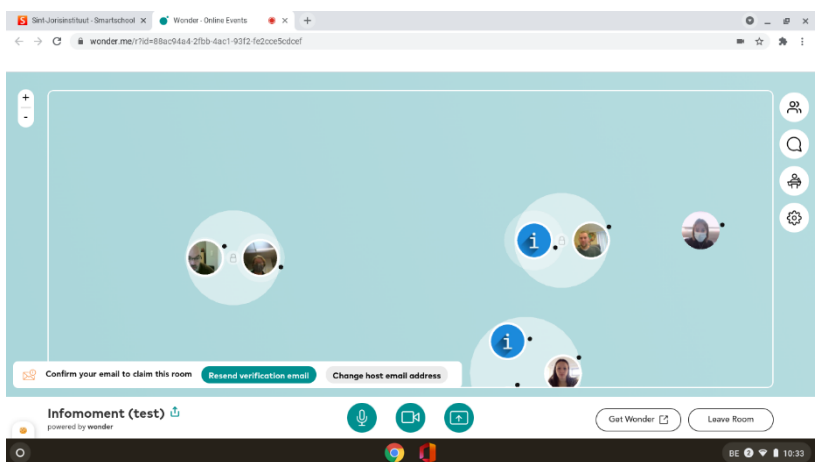 S Sint-Jorisinstituut - Smartschool
Wonder - Online Events
wonder.me/r?id=88ac94a4-2fbb-4ac1-93f2-fe2cce5cdcef
+
-
i
i
Confirm your email to claim this room
Resend verification email
Change host email address
Infomoment (test)
powered by wonder
Get Wonder
Leave Room
BE 2 10:33